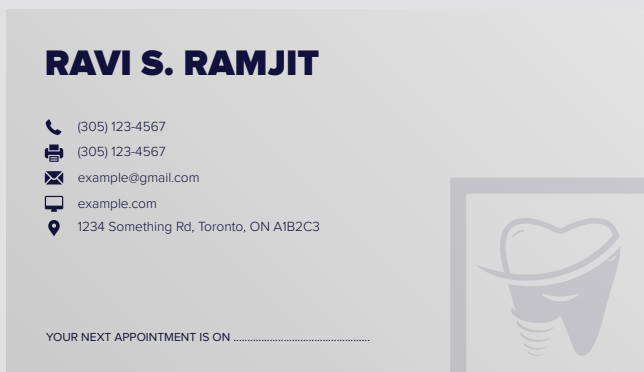 RAVI S. RAMJIT
(305) 123-4567
(305) 123-4567
example@gmail.com
example.com
1234 Something Rd, Toronto, ON A1B2C3
YOUR NEXT APPOINTMENT IS ON .................................................